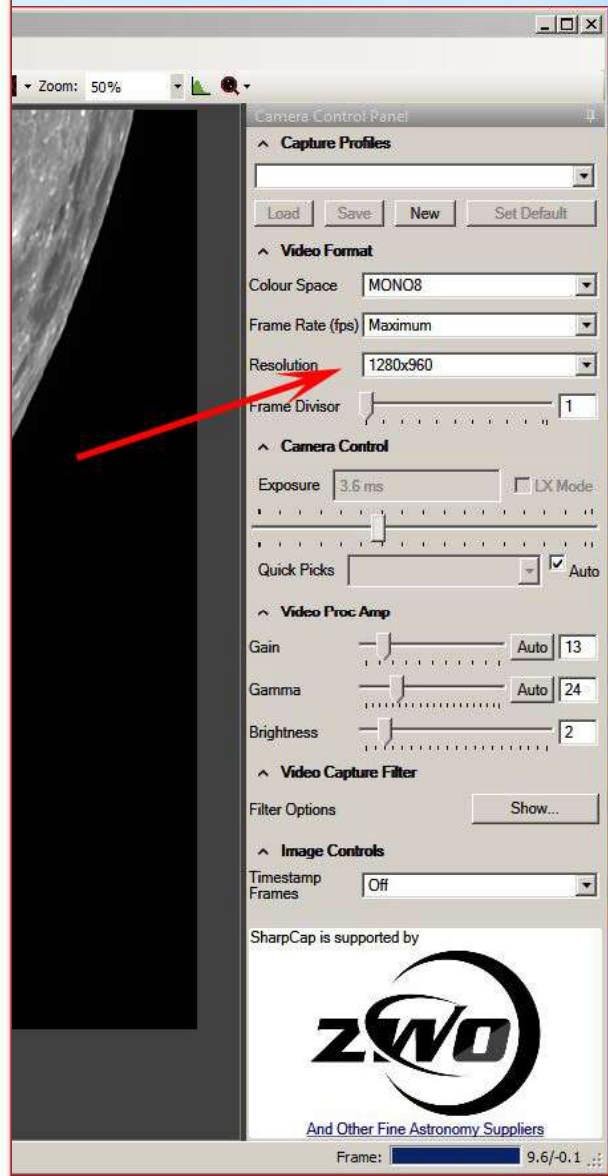 Zoom: 50%
Camera Control Panel
Capture Profiles
Load Save New Set Default
Video Format
Colour Space MONO8
Frame Rate (fps) Maximum
Resolution 1280x960
Frame Divisor 1
Camera Control
Exposure 3.6 ms LX Mode
Quick Picks Auto
Video Proc Amp
Gain Auto 13
Gamma Auto 24
Brightness 2
Video Capture Filter
Filter Options Show...
Image Controls
Timestamp
Frames Off
SharpCap is supported by
ZWO
And Other Fine Astronomy Suppliers
Frame: 9.6/-0.1